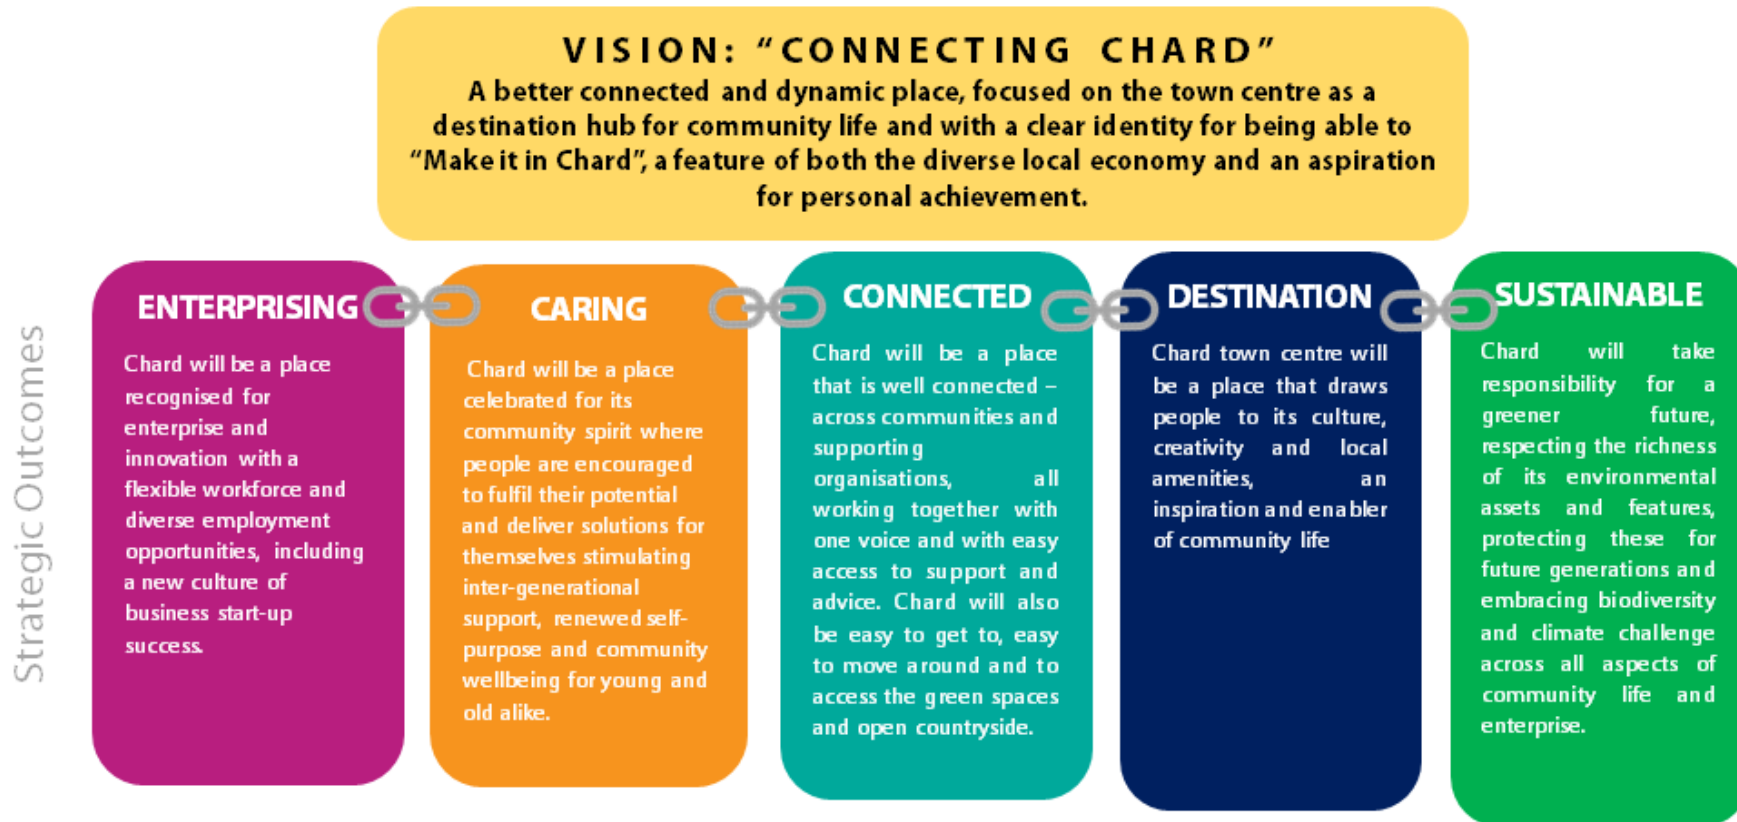 VISION: "CONNECTING CHARD"
A better connected and dynamic place, focused on the town centre as a
destination hub for community life and with a clear identity for being able to
"Make it in Chard", a feature of both the diverse local economy and an aspiration
for personal achievement.
Strategic Outcomes
ENTERPRISING
Chard will be a place
recognised for
enterprise and
innovation with a
flexible workforce and
diverse employment
opportunities, including
a new culture of
business start-up
success.
CARING
Chard will be a place
celebrated for its
community spirit where
people are encouraged
to fulfil their potential
and deliver solutions for
themselves stimulating
inter-generational
support, renewed self-
purpose and community
wellbeing for young and
old alike.
CONNECTED
Chard will be a place
that is well connected –
across communities and
supporting
organisations, all
working together with
one voice and with easy
access to support and
advice. Chard will also
be easy to get to, easy
to move around and to
access the green spaces
and open countryside.
DESTINATION
Chard town centre will
be a place that draws
people to its culture,
creativity and local
amenities, an
inspiration and enabler
of community life
SUSTAINABLE
Chard will take
responsibility for a
greener future,
respecting the richness
of its environmental
assets and features,
protecting these for
future generations and
embracing biodiversity
and climate challenge
across all aspects of
community life and
enterprise.